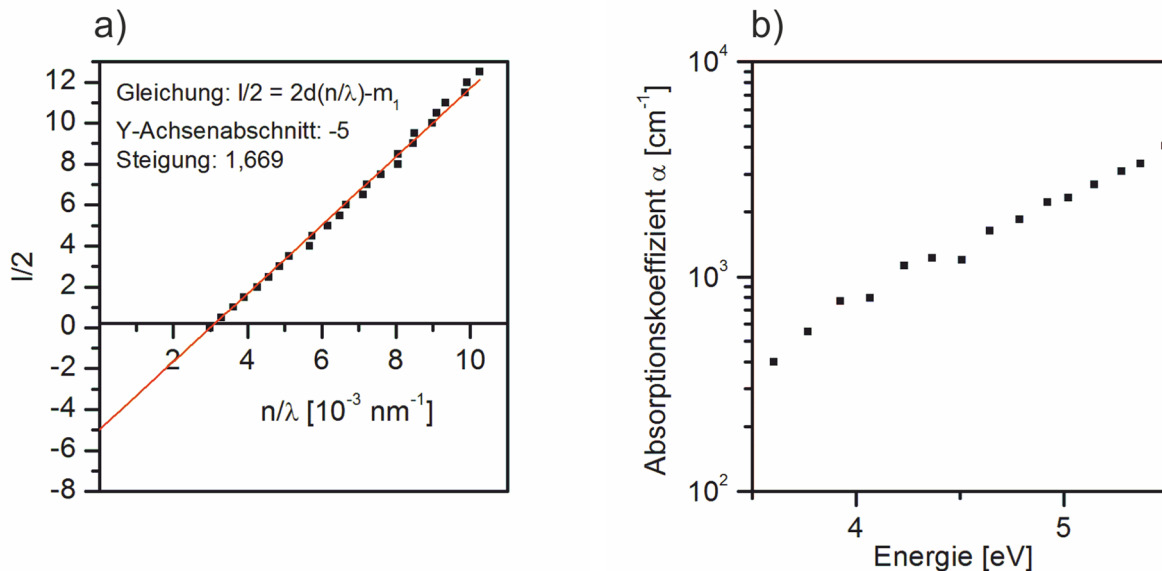 a)
Gleichung: l/2 = 2d(n/λ)-m₁
Y-Achsenabschnitt: -5
Steigung: 1,669
l/2
12
10
8
6
4
2
0
-2
-4
-6
-8
2 4 6 8 10
n/λ [10⁻³ nm⁻¹]
b)
Absorptionskoeffizient α [cm⁻¹]
10⁴
10³
10²
4 5
Energie [eV]